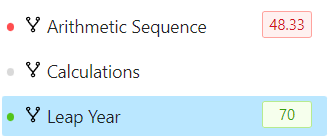 Arithmetic Sequence 48.33
Calculations
Leap Year 70